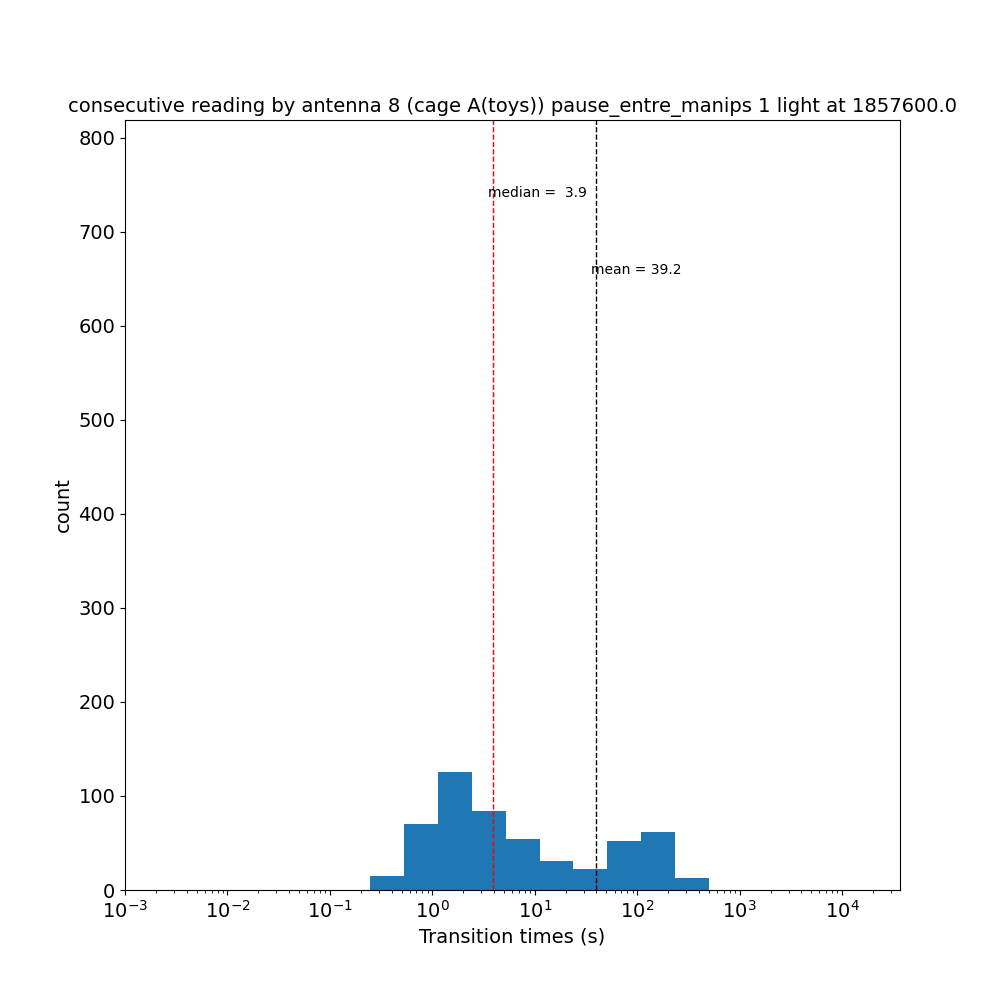 consecutive reading by antenna 8 (cage A(toys)) pause_entre_manips 1 light at 1857600.0
800
median =  3.9
700
mean = 39.2
600
500
count
400
300
200
100
0
10⁻³ 10⁻² 10⁻¹ 10⁰ 10¹ 10² 10³ 10⁴
Transition times (s)